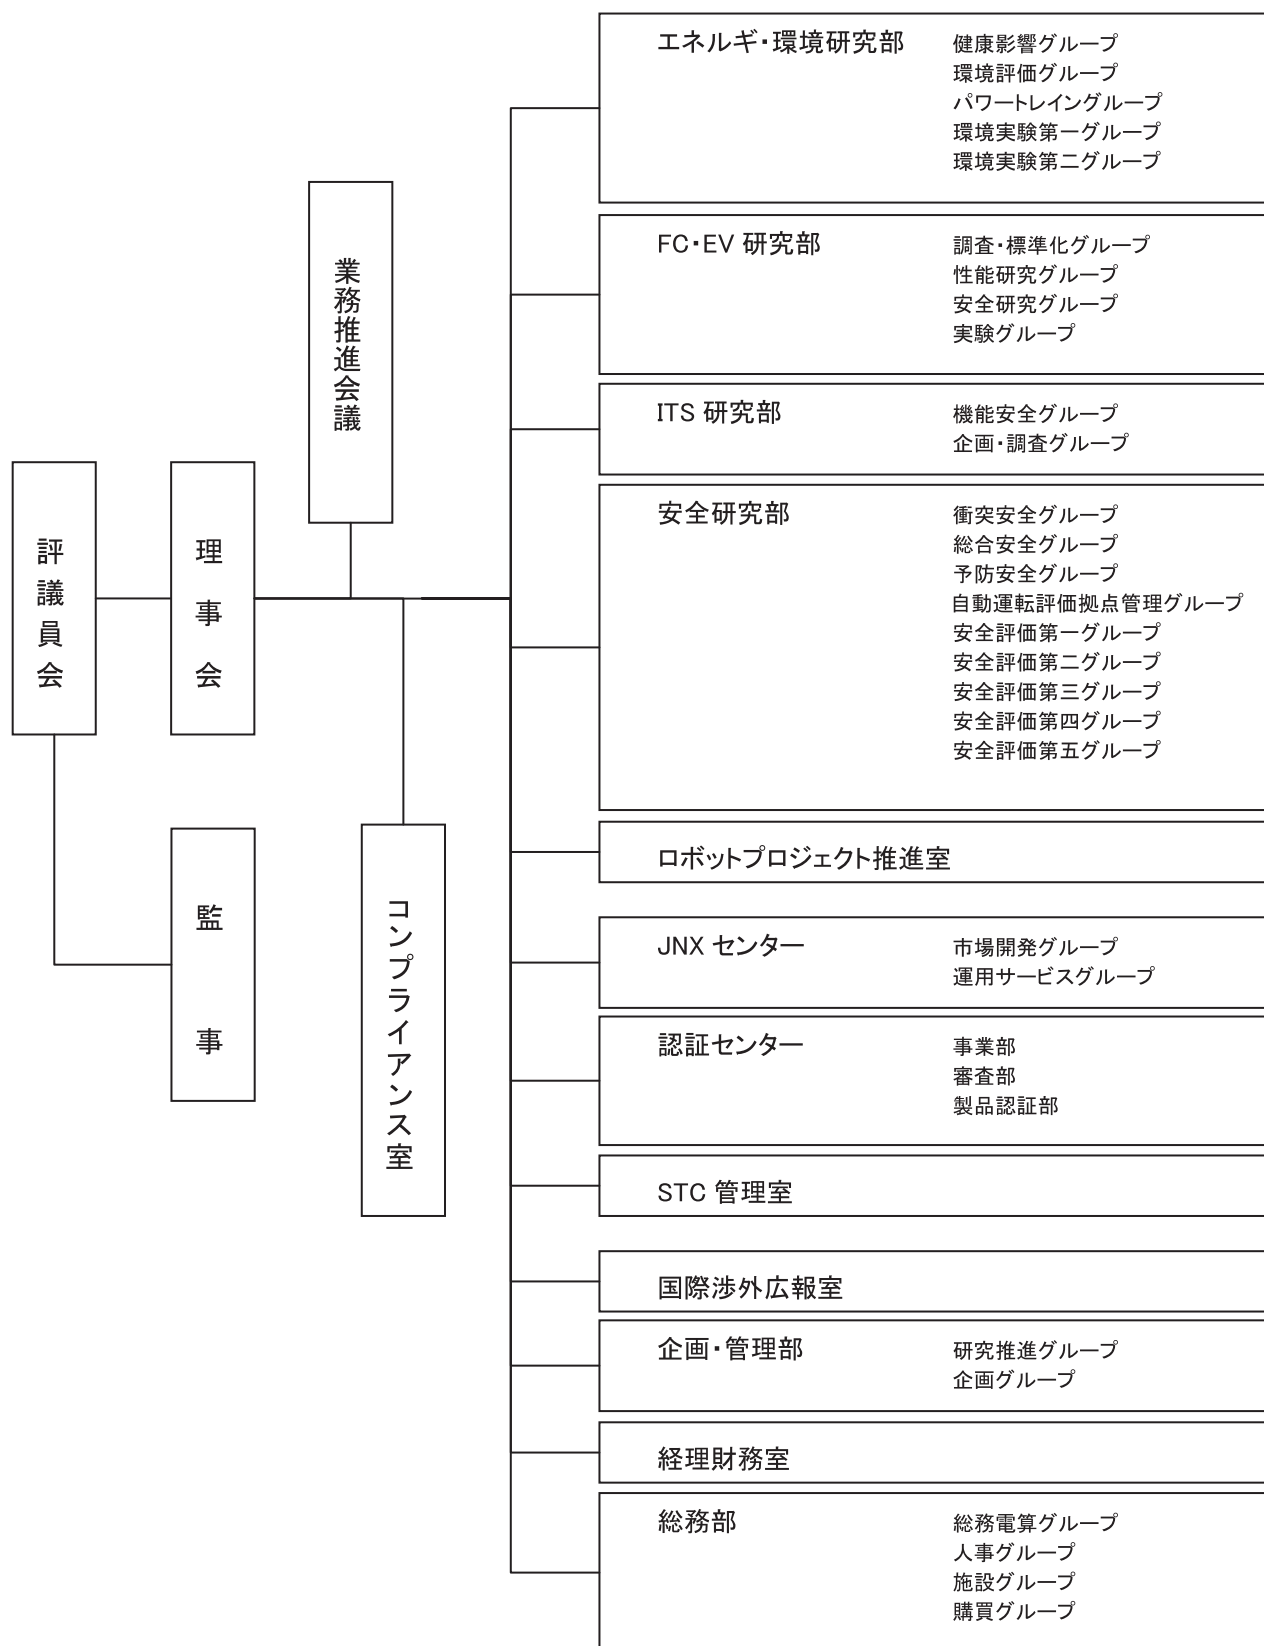 評議員会
理事会
監事
業務推進会議
コンプライアンス室
エネルギ・環境研究部
健康影響グループ
環境評価グループ
パワートレイングループ
環境実験第一グループ
環境実験第二グループ
FC・EV 研究部
調査・標準化グループ
性能研究グループ
安全研究グループ
実験グループ
ITS 研究部
機能安全グループ
企画・調査グループ
安全研究部
衝突安全グループ
総合安全グループ
予防安全グループ
自動運転評価拠点管理グループ
安全評価第一グループ
安全評価第二グループ
安全評価第三グループ
安全評価第四グループ
安全評価第五グループ
ロボットプロジェクト推進室
JNX センター
市場開発グループ
運用サービスグループ
認証センター
事業部
審査部
製品認証部
STC 管理室
国際渉外広報室
企画・管理部
研究推進グループ
企画グループ
経理財務室
総務部
総務電算グループ
人事グループ
施設グループ
購買グループ